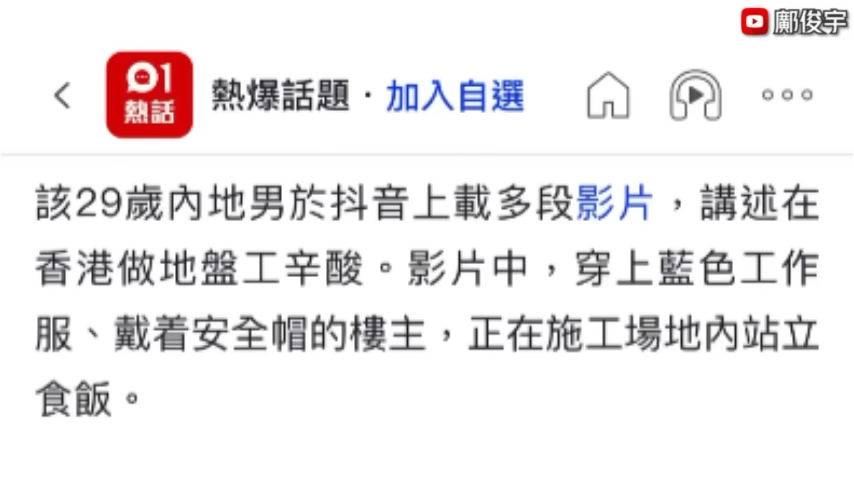 鄺俊宇
01
熱話
熱爆話題・加入自選
該29歲內地男於抖音上載多段影片，講述在
香港做地盤工辛酸。影片中，穿上藍色工作
服、戴着安全帽的樓主，正在施工場地內站立
食飯。